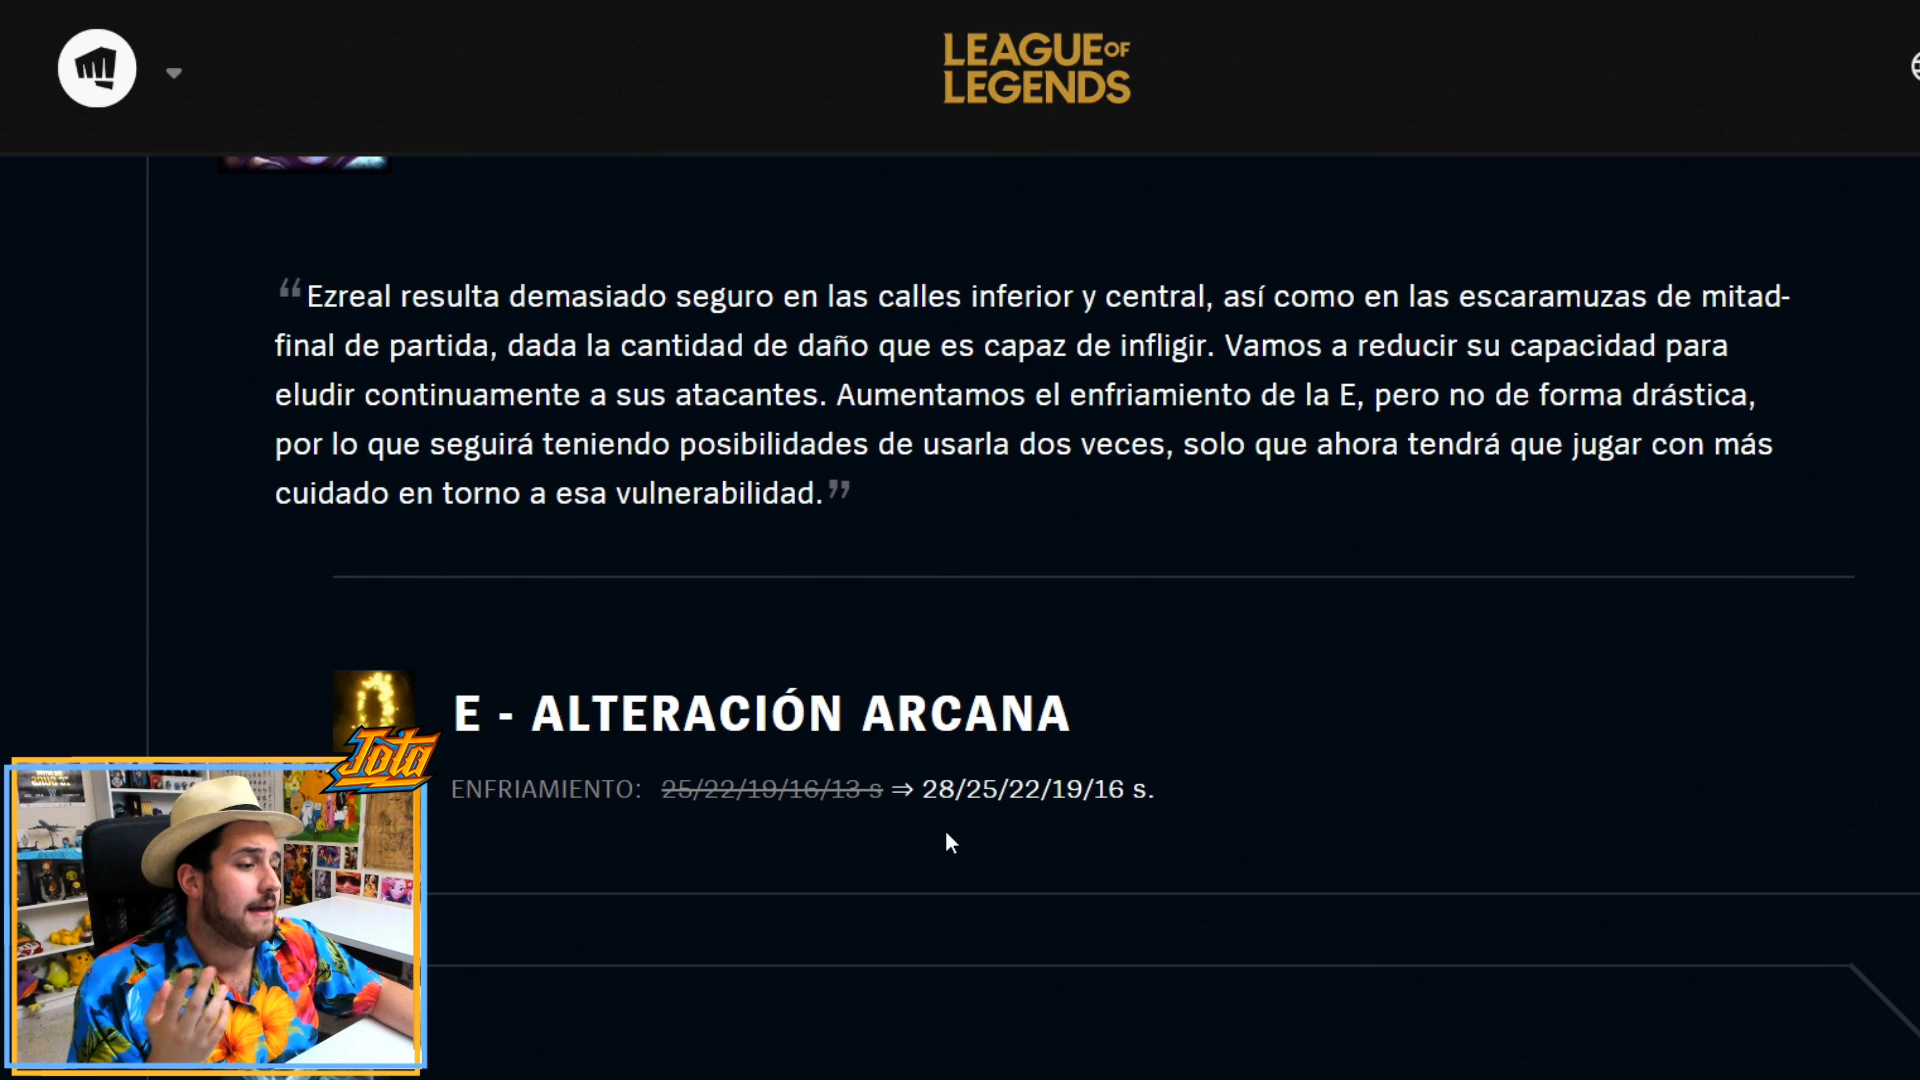 LEAGUE OF
LEGENDS
“Ezreal resulta demasiado seguro en las calles inferior y central, así como en las escaramuzas de mitad-
final de partida, dada la cantidad de daño que es capaz de infligir. Vamos a reducir su capacidad para
eludir continuamente a sus atacantes. Aumentamos el enfriamiento de la E, pero no de forma drástica,
por lo que seguirá teniendo posibilidades de usarla dos veces, solo que ahora tendrá que jugar con más
cuidado en torno a esa vulnerabilidad.”
E - ALTERACIÓN ARCANA
ENFRIAMIENTO: 25/22/19/16/13 s ⇒ 28/25/22/19/16 s.
Jota